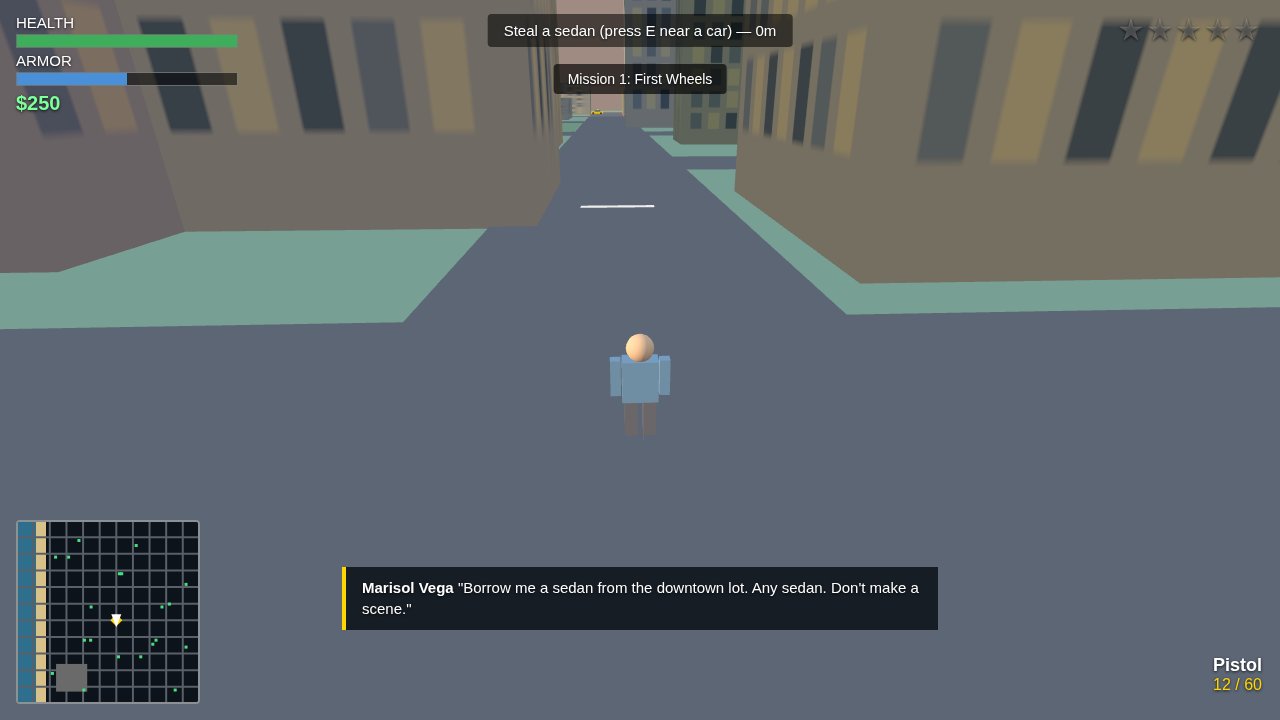 HEALTH
ARMOR
$250
Steal a sedan (press E near a car) — 0m
Mission 1: First Wheels
★★★★★
Marisol Vega "Borrow me a sedan from the downtown lot. Any sedan. Don't make a
scene."
Pistol
12 / 60